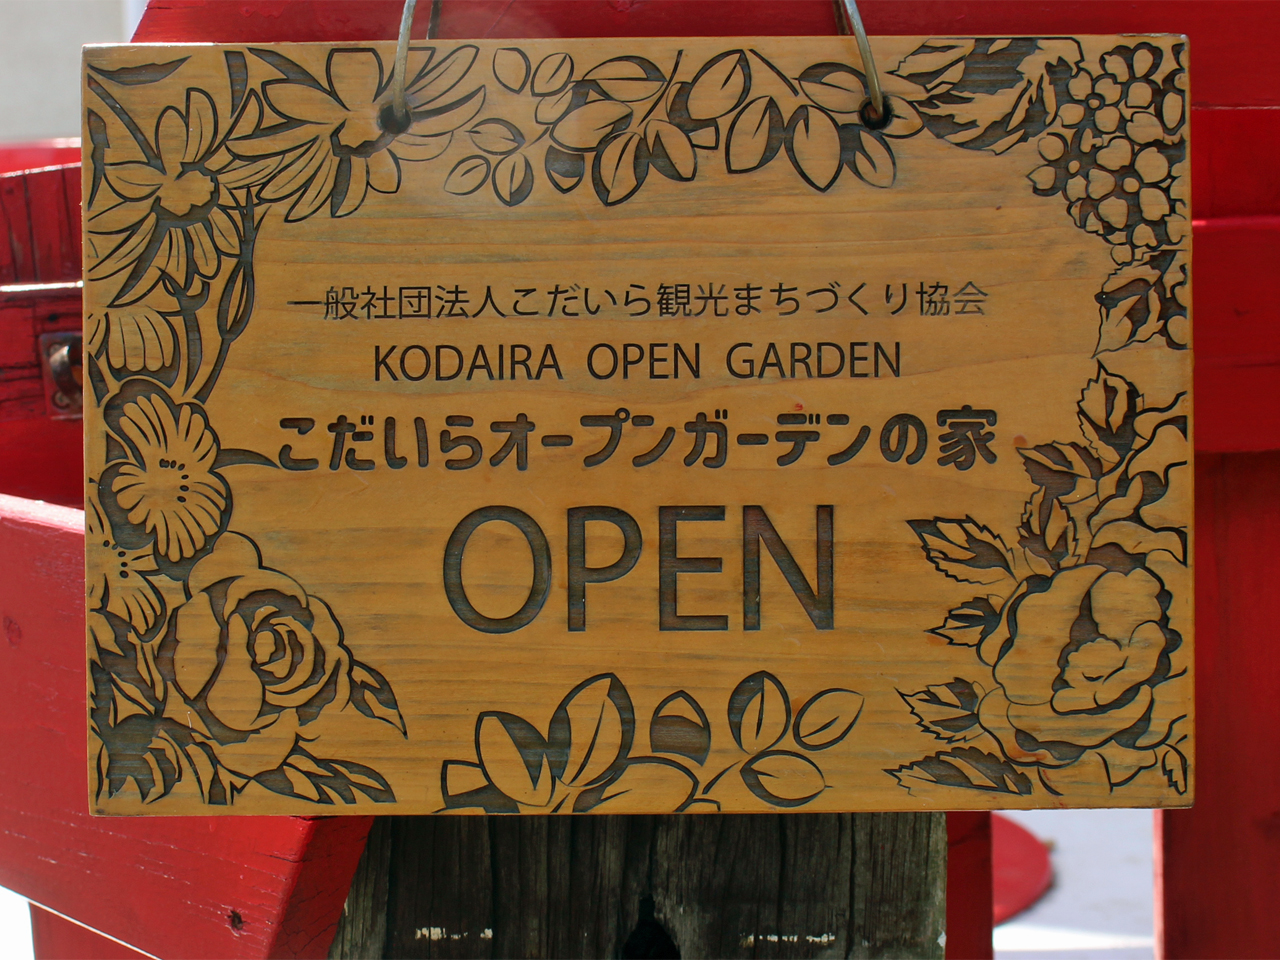 一般社団法人こだいら観光まちづくり協会
KODAIRA OPEN GARDEN
こだいらオープンガーデンの家
OPEN